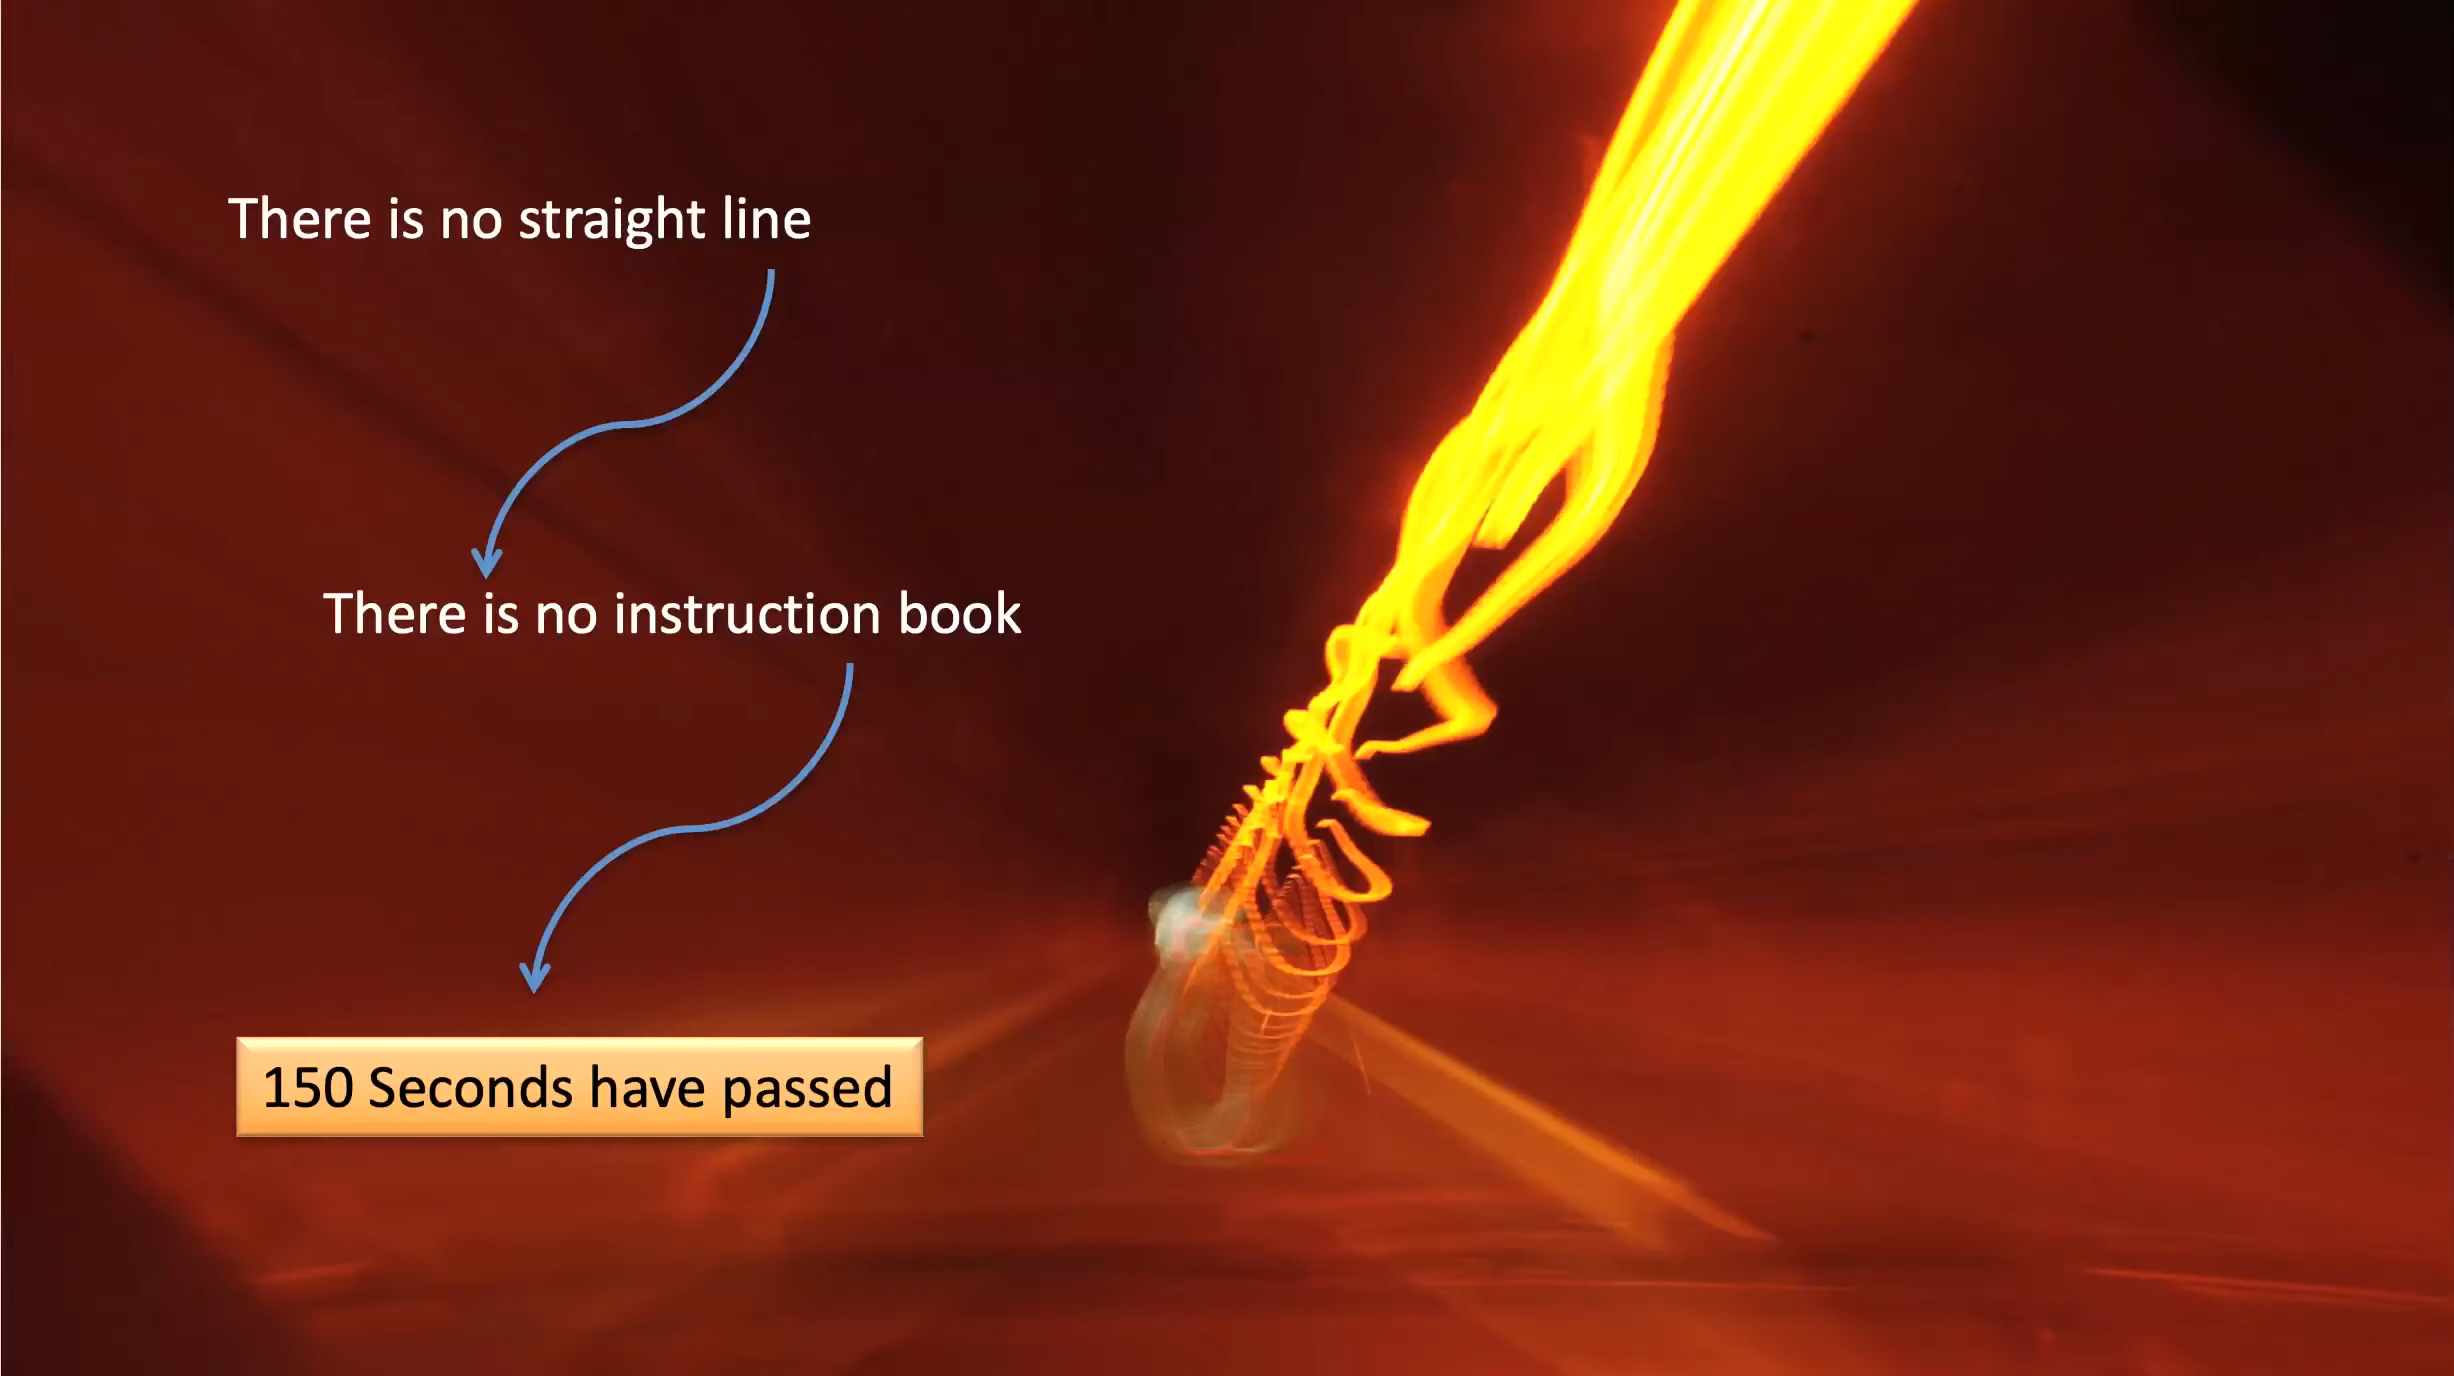 There is no straight line
There is no instruction book
150 Seconds have passed